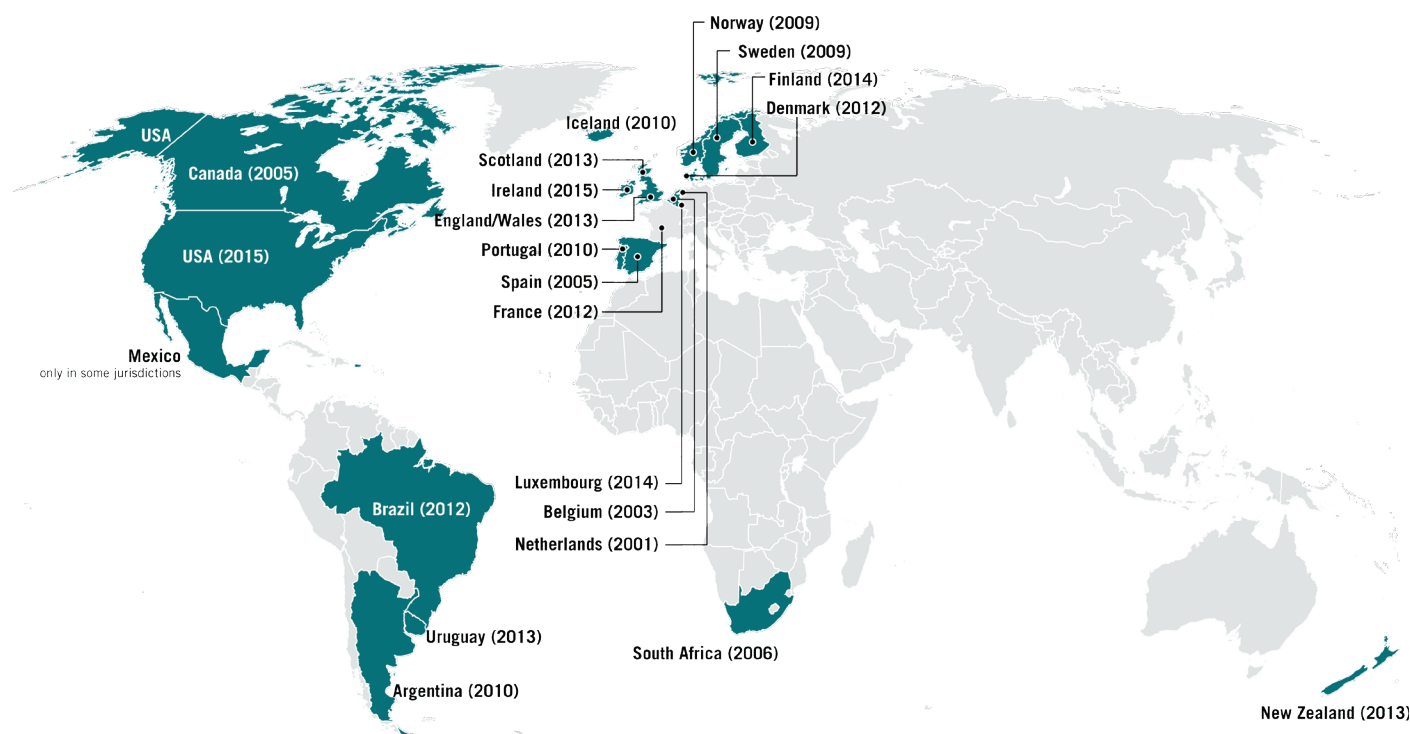 Norway (2009)
Sweden (2009)
Finland (2014)
Denmark (2012)
Iceland (2010)
USA
Scotland (2013)
Canada (2005)
Ireland (2015)
England/Wales (2013)
Portugal (2010)
USA (2015)
Spain (2005)
France (2012)
Mexico
only in some jurisdictions
Luxembourg (2014)
Brazil (2012)
Belgium (2003)
Netherlands (2001)
Uruguay (2013)
South Africa (2006)
Argentina (2010)
New Zealand (2013)